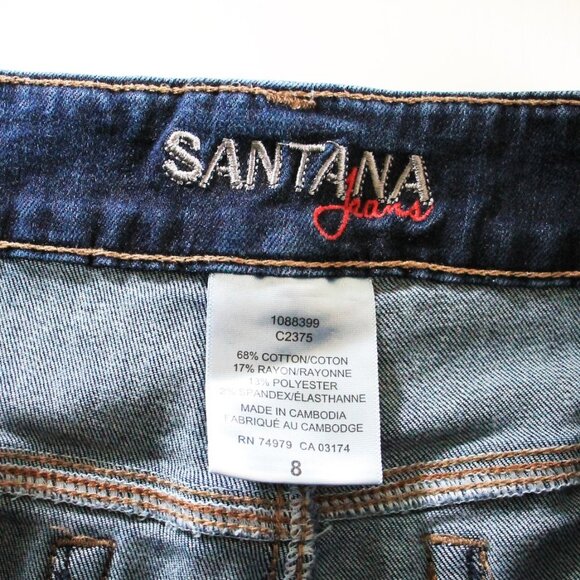 SANTANA
Jeans
1088399
C2375
68% COTTON/COTON
17% RAYON/RAYONNE
13% POLYESTER
2% SPANDEX/ÉLASTHANNE
MADE IN CAMBODIA
FABRIQUÉ AU CAMBODGE
RN 74979 CA 03174
8